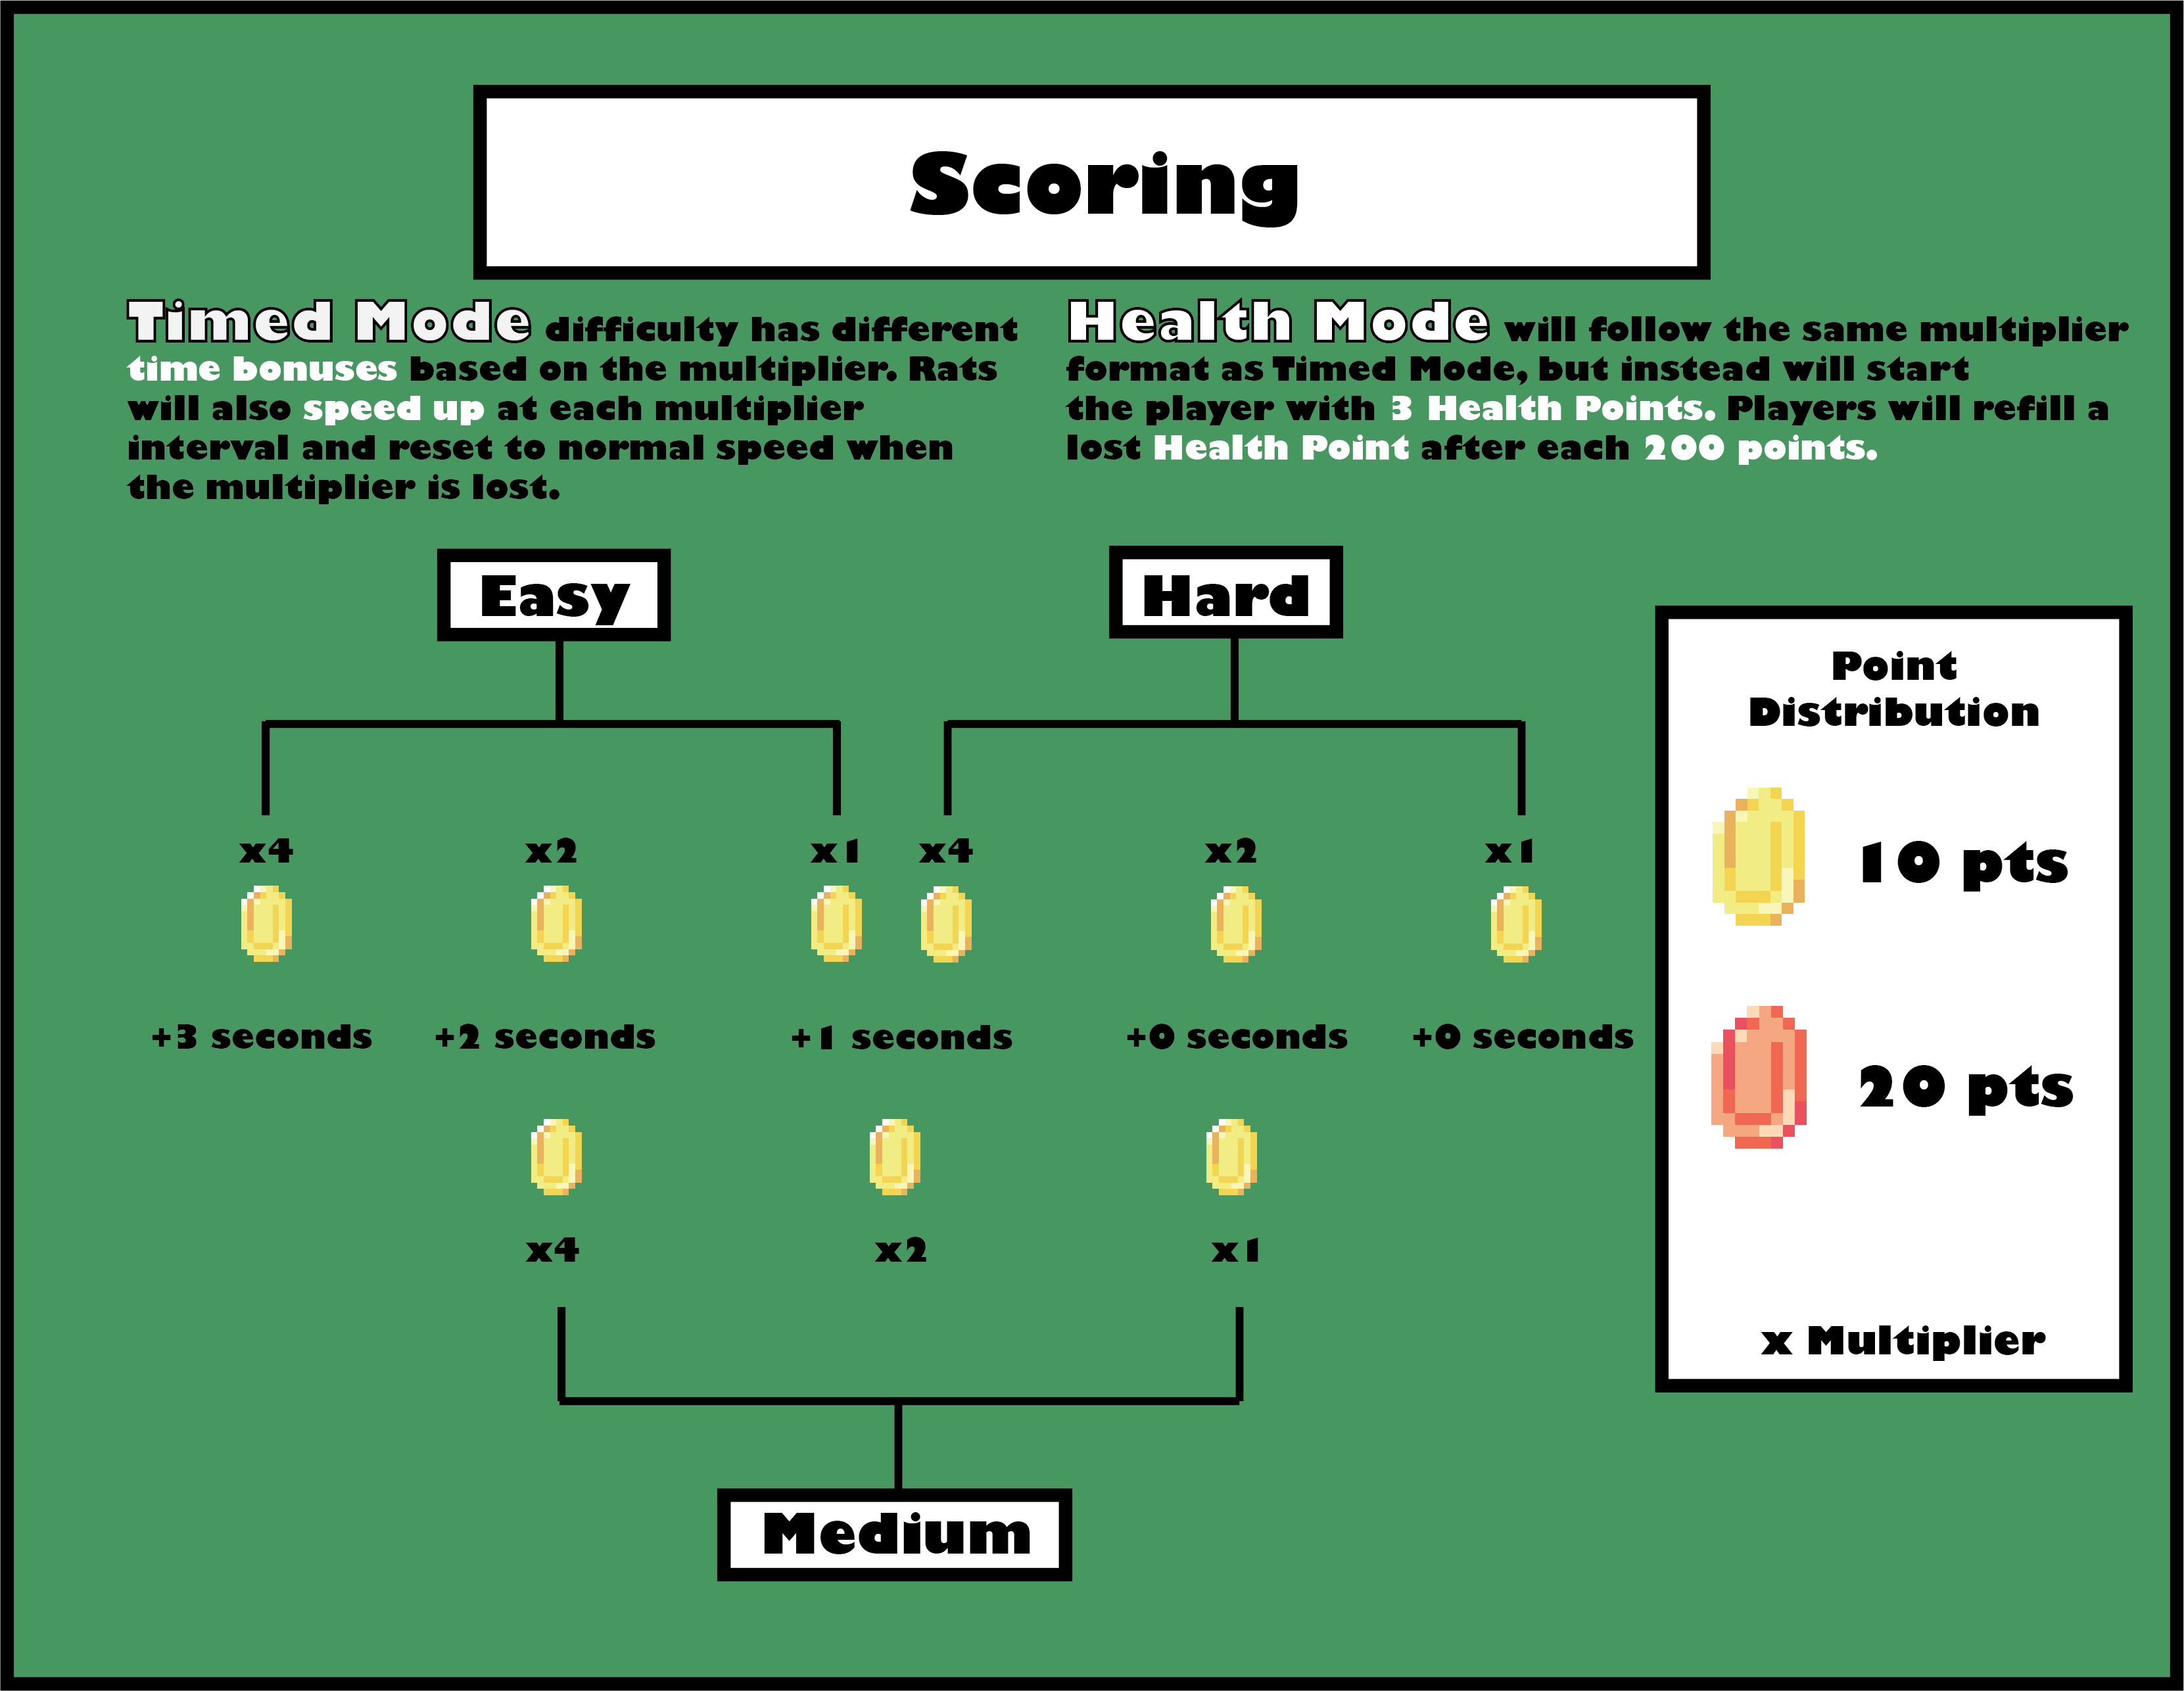 Scoring
Timed Mode difficulty has different
time bonuses based on the multiplier. Rats
will also speed up at each multiplier
interval and reset to normal speed when
the multiplier is lost.
Health Mode will follow the same multiplier
format as Timed Mode, but instead will start
the player with 3 Health Points. Players will refill a
lost Health Point after each 200 points.
Easy
Hard
x4 x2 x1 x4 x2 x1
+3 seconds +2 seconds +1 seconds +0 seconds +0 seconds
x4 x2 x1
Medium
Point
Distribution
10 pts
20 pts
x Multiplier